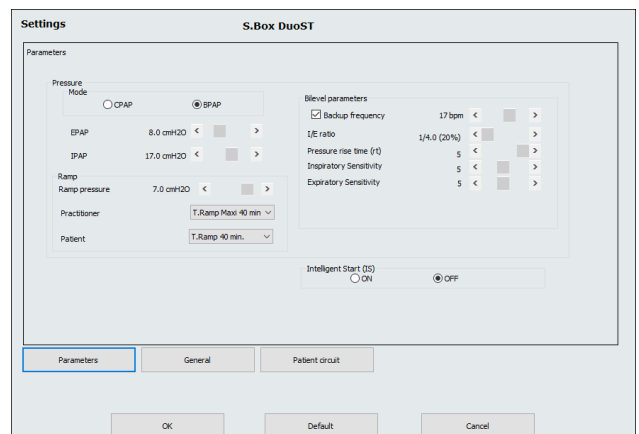 Settings
S.Box DuoST
Parameters
Pressure
Mode
CPAP
BPAP
EPAP 8.0 cmH2O
IPAP 17.0 cmH2O
Ramp
Ramp pressure 7.0 cmH2O
Practitioner T.Ramp Maxi 40 min
Patient T.Ramp 40 min.
Bilevel parameters
Backup frequency 17 bpm
I/E ratio 1/4.0 (20%)
Pressure rise time (rt) 5
Inspiratory Sensitivity 5
Expiratory Sensitivity 5
Intelligent Start (IS)
ON
OFF
Parameters
General
Patient circuit
OK
Default
Cancel